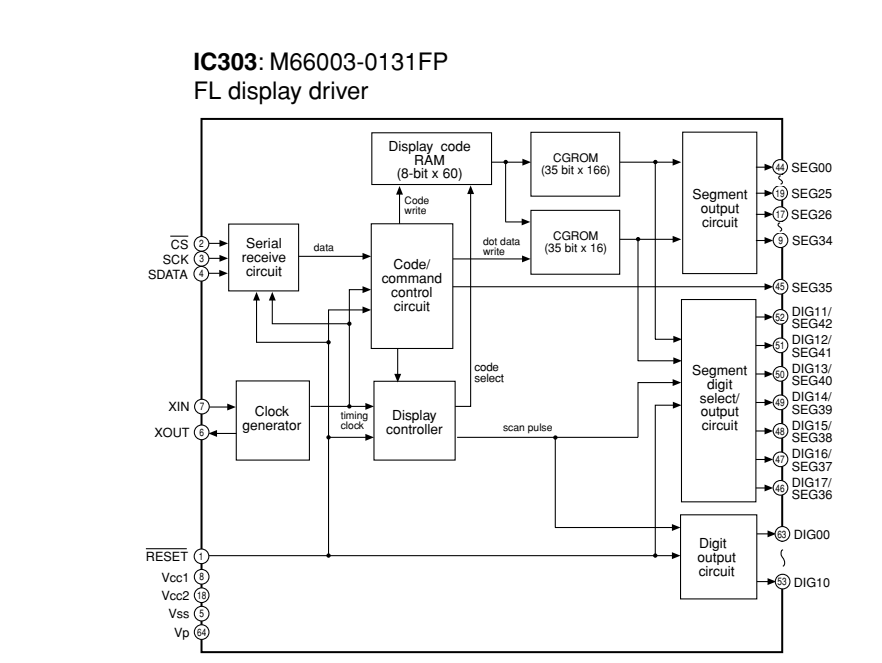 IC303: M66003-0131FP
FL display driver
Display code
RAM
(8-bit x 60)
CGROM
(35 bit x 166)
CGROM
(35 bit x 16)
Segment
output
circuit
44 SEG00
19 SEG25
17 SEG26
9 SEG34
45 SEG35
Code
write
dot data
write
CS 2
SCK 3
SDATA 4
Serial
receive
circuit
data
Code/
command
control
circuit
code
select
Segment
digit
select/
output
circuit
52 DIG11/
SEG42
51 DIG12/
SEG41
50 DIG13/
SEG40
49 DIG14/
SEG39
48 DIG15/
SEG38
47 DIG16/
SEG37
46 DIG17/
SEG36
XIN 7
XOUT 6
Clock
generator
timing
clock
Display
controller
scan pulse
Digit
output
circuit
63 DIG00
53 DIG10
RESET 1
Vcc1 8
Vcc2 18
Vss 5
Vp 64